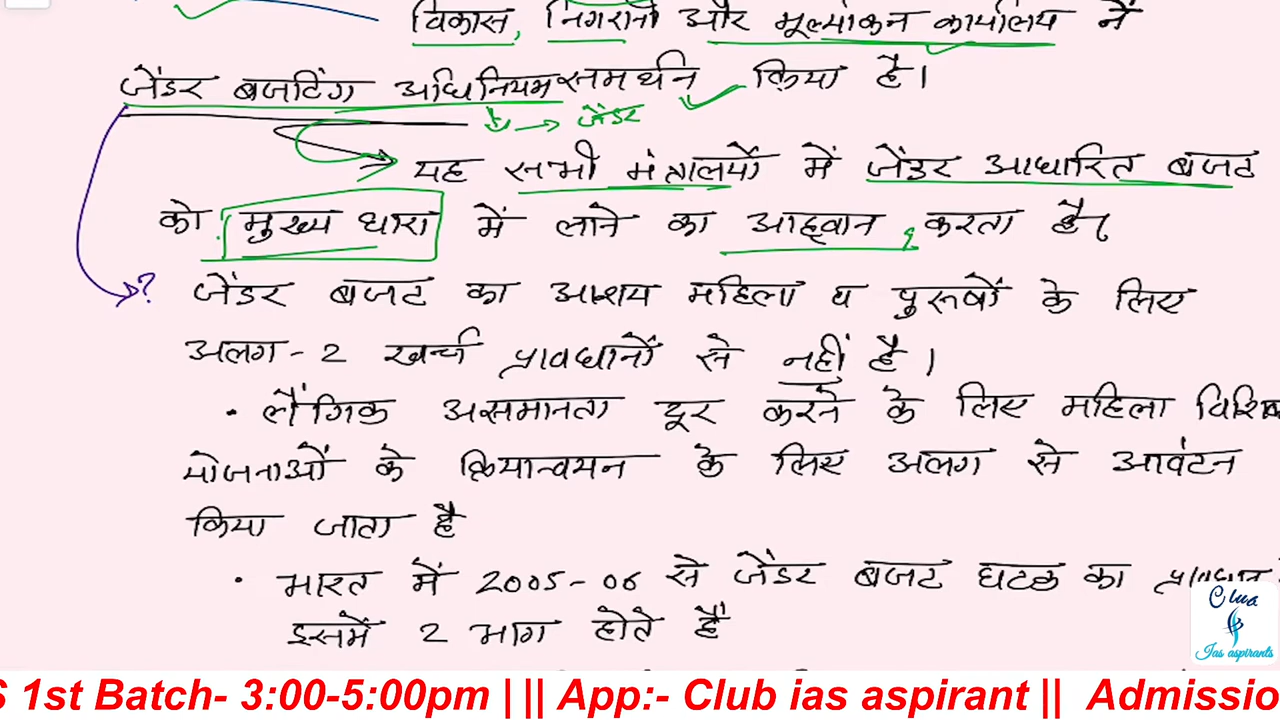 विकास, निगरानी और मूल्यांकन कार्यालय ने
जेंडर बजटिंग अधिनियम समर्थन किया है।
→ जेंडर
यह सभी मंत्रालयों में जेंडर आधारित बजट
को मुख्य धारा में लाने का आह्वान करता है।
? जेंडर बजट का आशय महिला व पुरूषों के लिए
अलग-2 खर्च प्रावधानों से नहीं है।
• लैंगिक असमानता दूर करने के लिए महिला
योजनाओं के क्रियान्वयन के लिए अलग से आवंटन
किया जाता है
• भारत में 2005-06 से जेंडर बजट घटक का प्रावधान
इसमें 2 भाग होते हैं
Club
Ias aspirants
S 1st Batch- 3:00-5:00pm | || App:- Club ias aspirant || Admissio